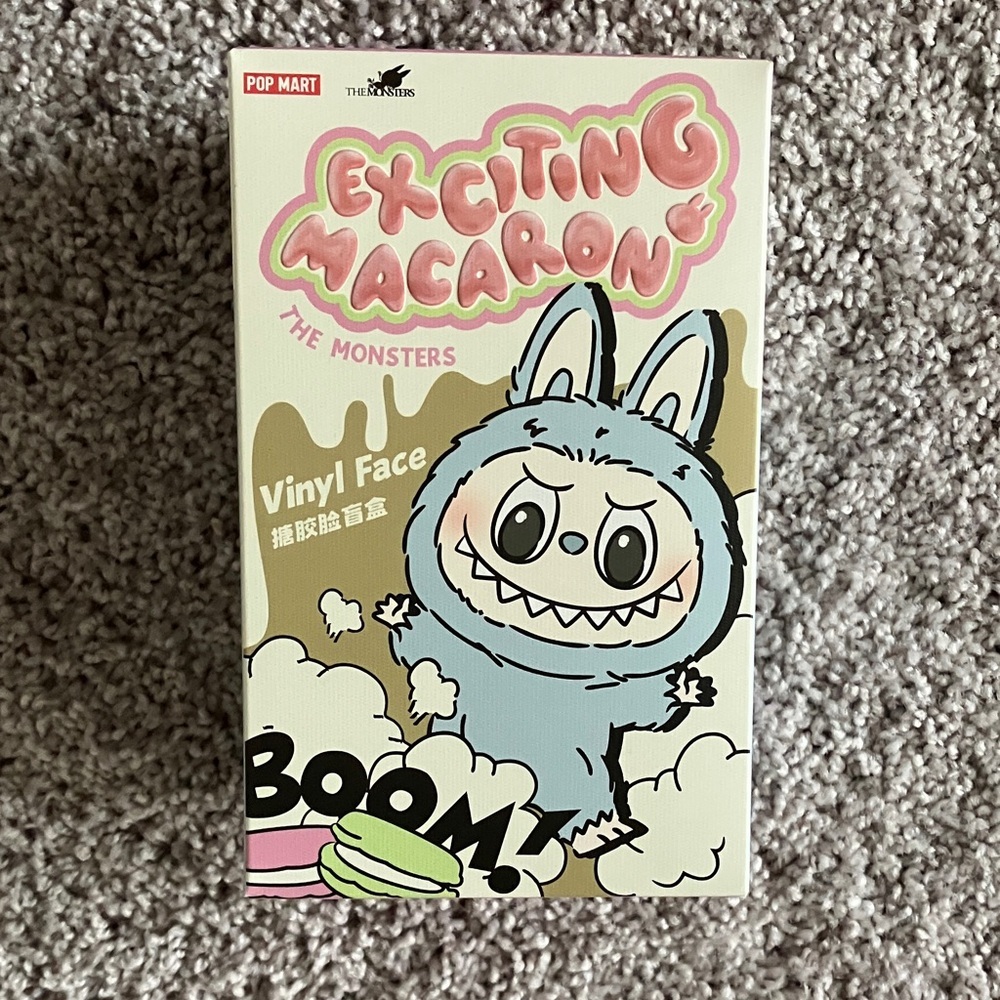 POP MART
THE MONSTERS
EXCITING
MACARON
THE MONSTERS
Vinyl Face
搪胶脸盲盒
BOOM!